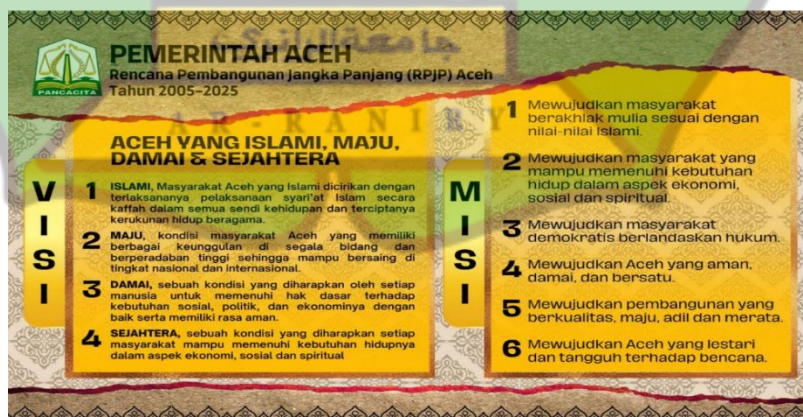 جامعة الرانري
PEMERINTAH ACEH
Rencana Pembangunan Jangka Panjang (RPJP) Aceh
Tahun 2005-2025
PANCACITA
AR-RANIRY
ACEH YANG ISLAMI, MAJU,
DAMAI & SEJAHTERA
VISI
1 ISLAMI, Masyarakat Aceh yang Islami dicirikan dengan
terlaksananya pelaksanaan syari'at Islam secara
kaffah dalam semua sendi kehidupan dan terciptanya
kerukunan hidup beragama.
2 MAJU, kondisi masyarakat Aceh yang memiliki
berbagai keunggulan di segala bidang dan
berperadaban tinggi sehingga mampu bersaing di
tingkat nasional dan internasional.
3 DAMAI, sebuah kondisi yang diharapkan oleh setiap
manusia untuk memenuhi hak dasar terhadap
kebutuhan sosial, politik, dan ekonominya dengan
baik serta memiliki rasa aman.
4 SEJAHTERA, sebuah kondisi yang diharapkan setiap
masyarakat mampu memenuhi kebutuhan hidupnya
dalam aspek ekonomi, sosial dan spiritual
MISI
1 Mewujudkan masyarakat
berakhlak mulia sesuai dengan
nilai-nilai Islami.
2 Mewujudkan masyarakat yang
mampu memenuhi kebutuhan
hidup dalam aspek ekonomi,
sosial dan spiritual.
3 Mewujudkan masyarakat
demokratis berlandaskan hukum.
4 Mewujudkan Aceh yang aman,
damai, dan bersatu.
5 Mewujudkan pembangunan yang
berkualitas, maju, adil dan merata.
6 Mewujudkan Aceh yang lestari
dan tangguh terhadap bencana.